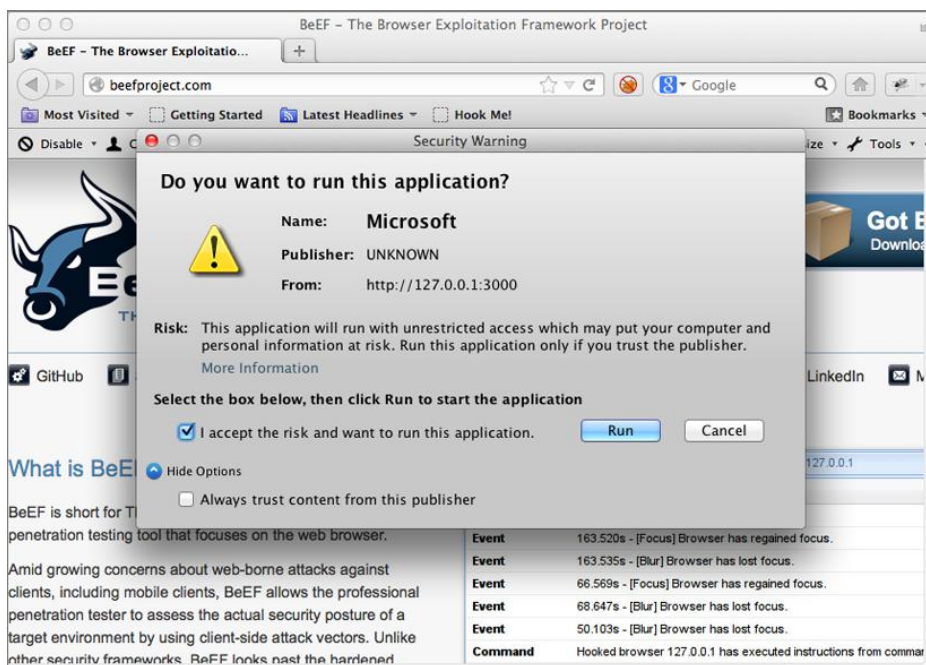 BeEF – The Browser Exploitation Framework Project
BeEF – The Browser Exploitatio...
beefproject.com
Google
Most Visited
Getting Started
Latest Headlines
Hook Me!
Bookmarks
Disable
Security Warning
ize
Tools
Do you want to run this application?
Name: Microsoft
Publisher: UNKNOWN
From: http://127.0.0.1:3000
Got
Downloa
Risk: This application will run with unrestricted access which may put your computer and
personal information at risk. Run this application only if you trust the publisher.
More Information
GitHub
LinkedIn
Select the box below, then click Run to start the application
I accept the risk and want to run this application.
Run
Cancel
Hide Options
Always trust content from this publisher
What is BeE
127.0.0.1
BeEF is short for T
penetration testing tool that focuses on the web browser.
Amid growing concerns about web-borne attacks against
clients, including mobile clients, BeEF allows the professional
penetration tester to assess the actual security posture of a
target environment by using client-side attack vectors. Unlike
other security frameworks, BeEF looks past the hardened
Event 163.520s - [Focus] Browser has regained focus.
Event 163.535s - [Blur] Browser has lost focus.
Event 66.569s - [Focus] Browser has regained focus.
Event 68.647s - [Blur] Browser has lost focus.
Event 50.103s - [Blur] Browser has lost focus.
Command Hooked browser 127.0.0.1 has executed instructions from comma